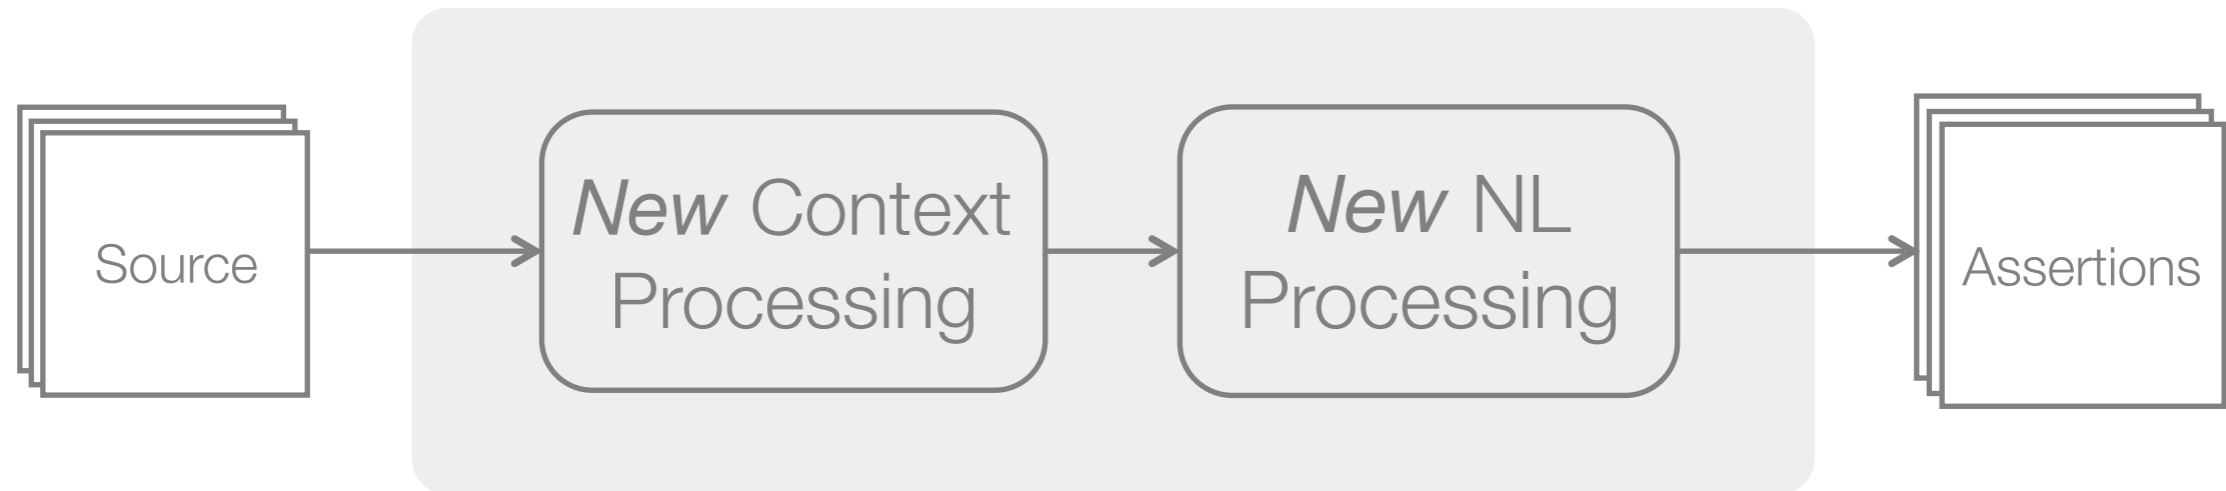 Source
New Context
Processing
New NL
Processing
Assertions